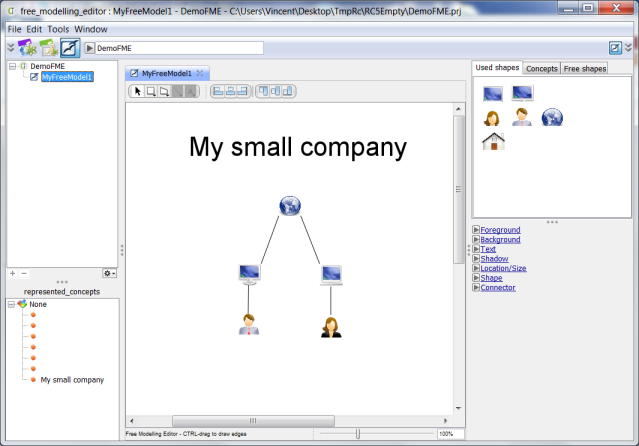 free_modelling_editor : MyFreeModel1 - DemoFME - C:\Users\Vincent\Desktop\TmpRc\RC5Empty\DemoFME.prj
File Edit Tools Window
DemoFME
DemoFME
MyFreeModel1
MyFreeModel1
My small company
Used shapes
Concepts
Free shapes
Foreground
Background
Text
Shadow
Location/Size
Shape
Connector
represented_concepts
None
My small company
Free Modelling Editor - CTRL-drag to draw edges
100%